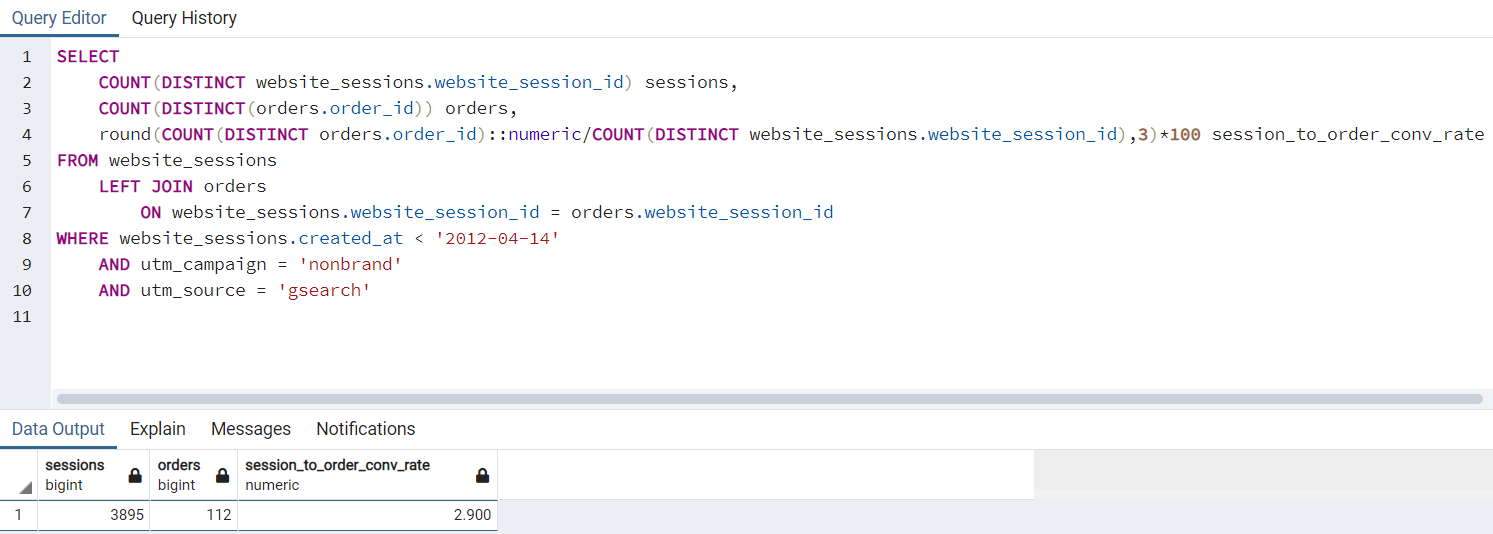 Query Editor Query History
1 SELECT
2 COUNT(DISTINCT website_sessions.website_session_id) sessions,
3 COUNT(DISTINCT(orders.order_id)) orders,
4 round(COUNT(DISTINCT orders.order_id)::numeric/COUNT(DISTINCT website_sessions.website_session_id),3)*100 session_to_order_conv_rate
5 FROM website_sessions
6 LEFT JOIN orders
7 ON website_sessions.website_session_id = orders.website_session_id
8 WHERE website_sessions.created_at < '2012-04-14'
9 AND utm_campaign = 'nonbrand'
10 AND utm_source = 'gsearch'
11
Data Output Explain Messages Notifications
sessions orders session_to_order_conv_rate
bigint bigint numeric
1 3895 112 2.900